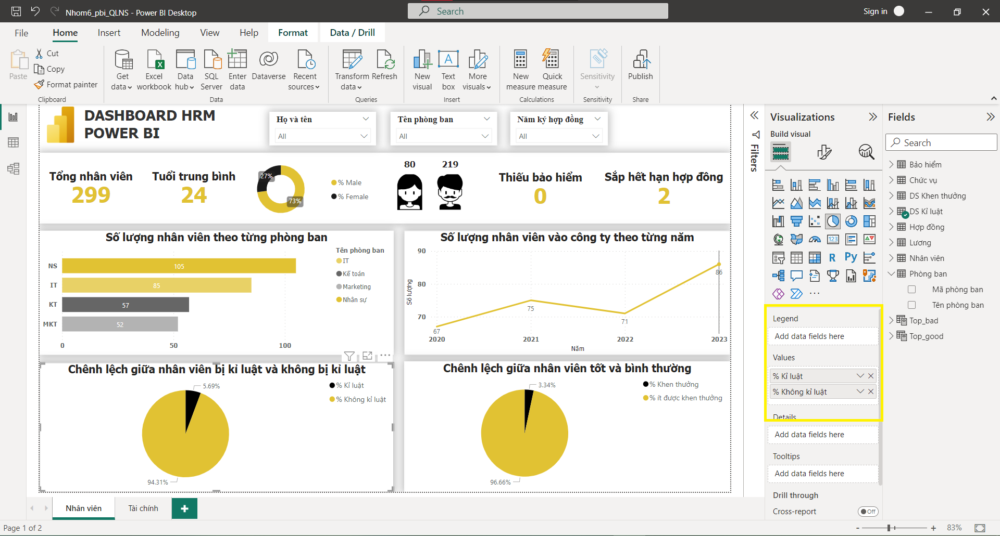 Nhom6_pbi_QLNS - Power BI Desktop
Search
Sign in
File
Home
Insert
Modeling
View
Help
Format
Data / Drill
Paste
Cut
Copy
Format painter
Clipboard
Get data
Excel workbook
Data hub
SQL Server
Enter data
Dataverse
Recent sources
Data
Transform data
Refresh
Queries
New visual
Text box
More visuals
Insert
New measure
Quick measure
Calculations
Sensitivity
Sensitivity
Publish
Share
DASHBOARD HRM
POWER BI
Họ và tên
All
Tên phòng ban
All
Năm ký hợp đồng
All
Tổng nhân viên
299
Tuổi trung bình
24
27%
73%
% Male
% Female
80
219
Thiếu bảo hiểm
0
Sắp hết hạn hợp đồng
2
Số lượng nhân viên theo từng phòng ban
Tên phòng ban
IT
Kế toán
Marketing
Nhân sự
NS
105
IT
85
KT
57
MKT
52
0
50
100
Số lượng nhân viên vào công ty theo từng năm
90
80
70
Số lượng
67
75
71
86
2020
2021
2022
2023
Năm
Chênh lệch giữa nhân viên bị kỉ luật và không bị kỉ luật
5.69%
94.31%
% Kỉ luật
% Không kỉ luật
Chênh lệch giữa nhân viên tốt và bình thường
3.34%
96.66%
% Khen thưởng
% ít được khen thưởng
Filters
Visualizations
Build visual
123
R
Py
Legend
Add data fields here
Values
% Kỉ luật
% Không kỉ luật
Details
Add data fields here
Tooltips
Add data fields here
Drill through
Cross-report
Off
Fields
Search
Bảo hiểm
Chức vụ
DS Khen thưởng
DS Kỉ luật
Hợp đồng
Lương
Nhân viên
Phòng ban
Mã phòng ban
Tên phòng ban
Top_bad
Top_good
Nhân viên
Tài chính
Page 1 of 2
83%